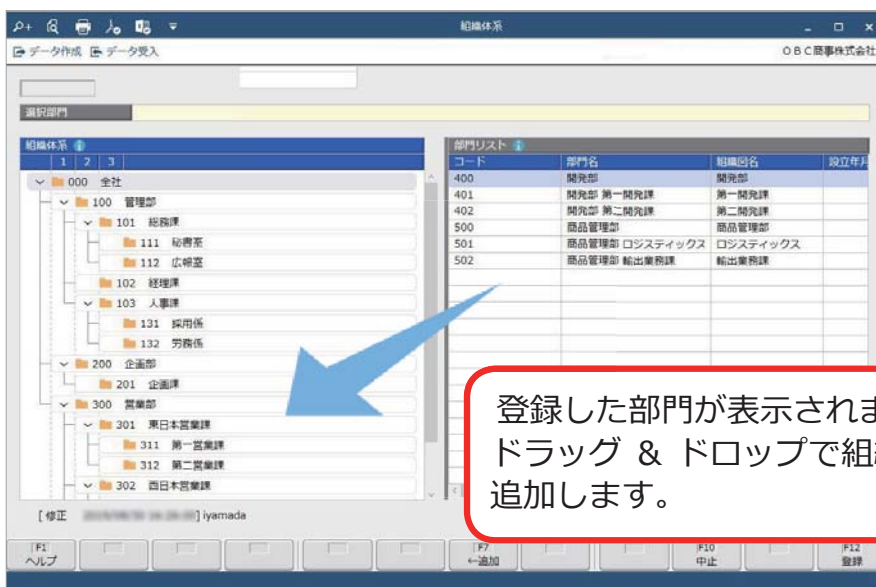 組織体系
データ作成 データ受入 OBC商事株式会社
選択部門
組織体系
1 2 3
000 全社
100 管理部
101 総務課
111 秘書室
112 広報室
102 経理課
103 人事課
131 採用係
132 労務係
200 企画部
201 企画課
300 営業部
301 東日本営業課
311 第一営業課
312 第二営業課
302 西日本営業課
部門リスト
コード 部門名 組織図名 設立年月
400 開発部 開発部
401 開発部 第一開発課 第一開発課
402 開発部 第二開発課 第二開発課
500 商品管理部 商品管理部
501 商品管理部 ロジスティックス ロジスティックス
502 商品管理部 輸出業務課 輸出業務課
登録した部門が表示されま
ドラッグ & ドロップで組
追加します。
[修正 ] iyamada
F1 F7 F10 F12
ヘルプ ←追加 中止 登録